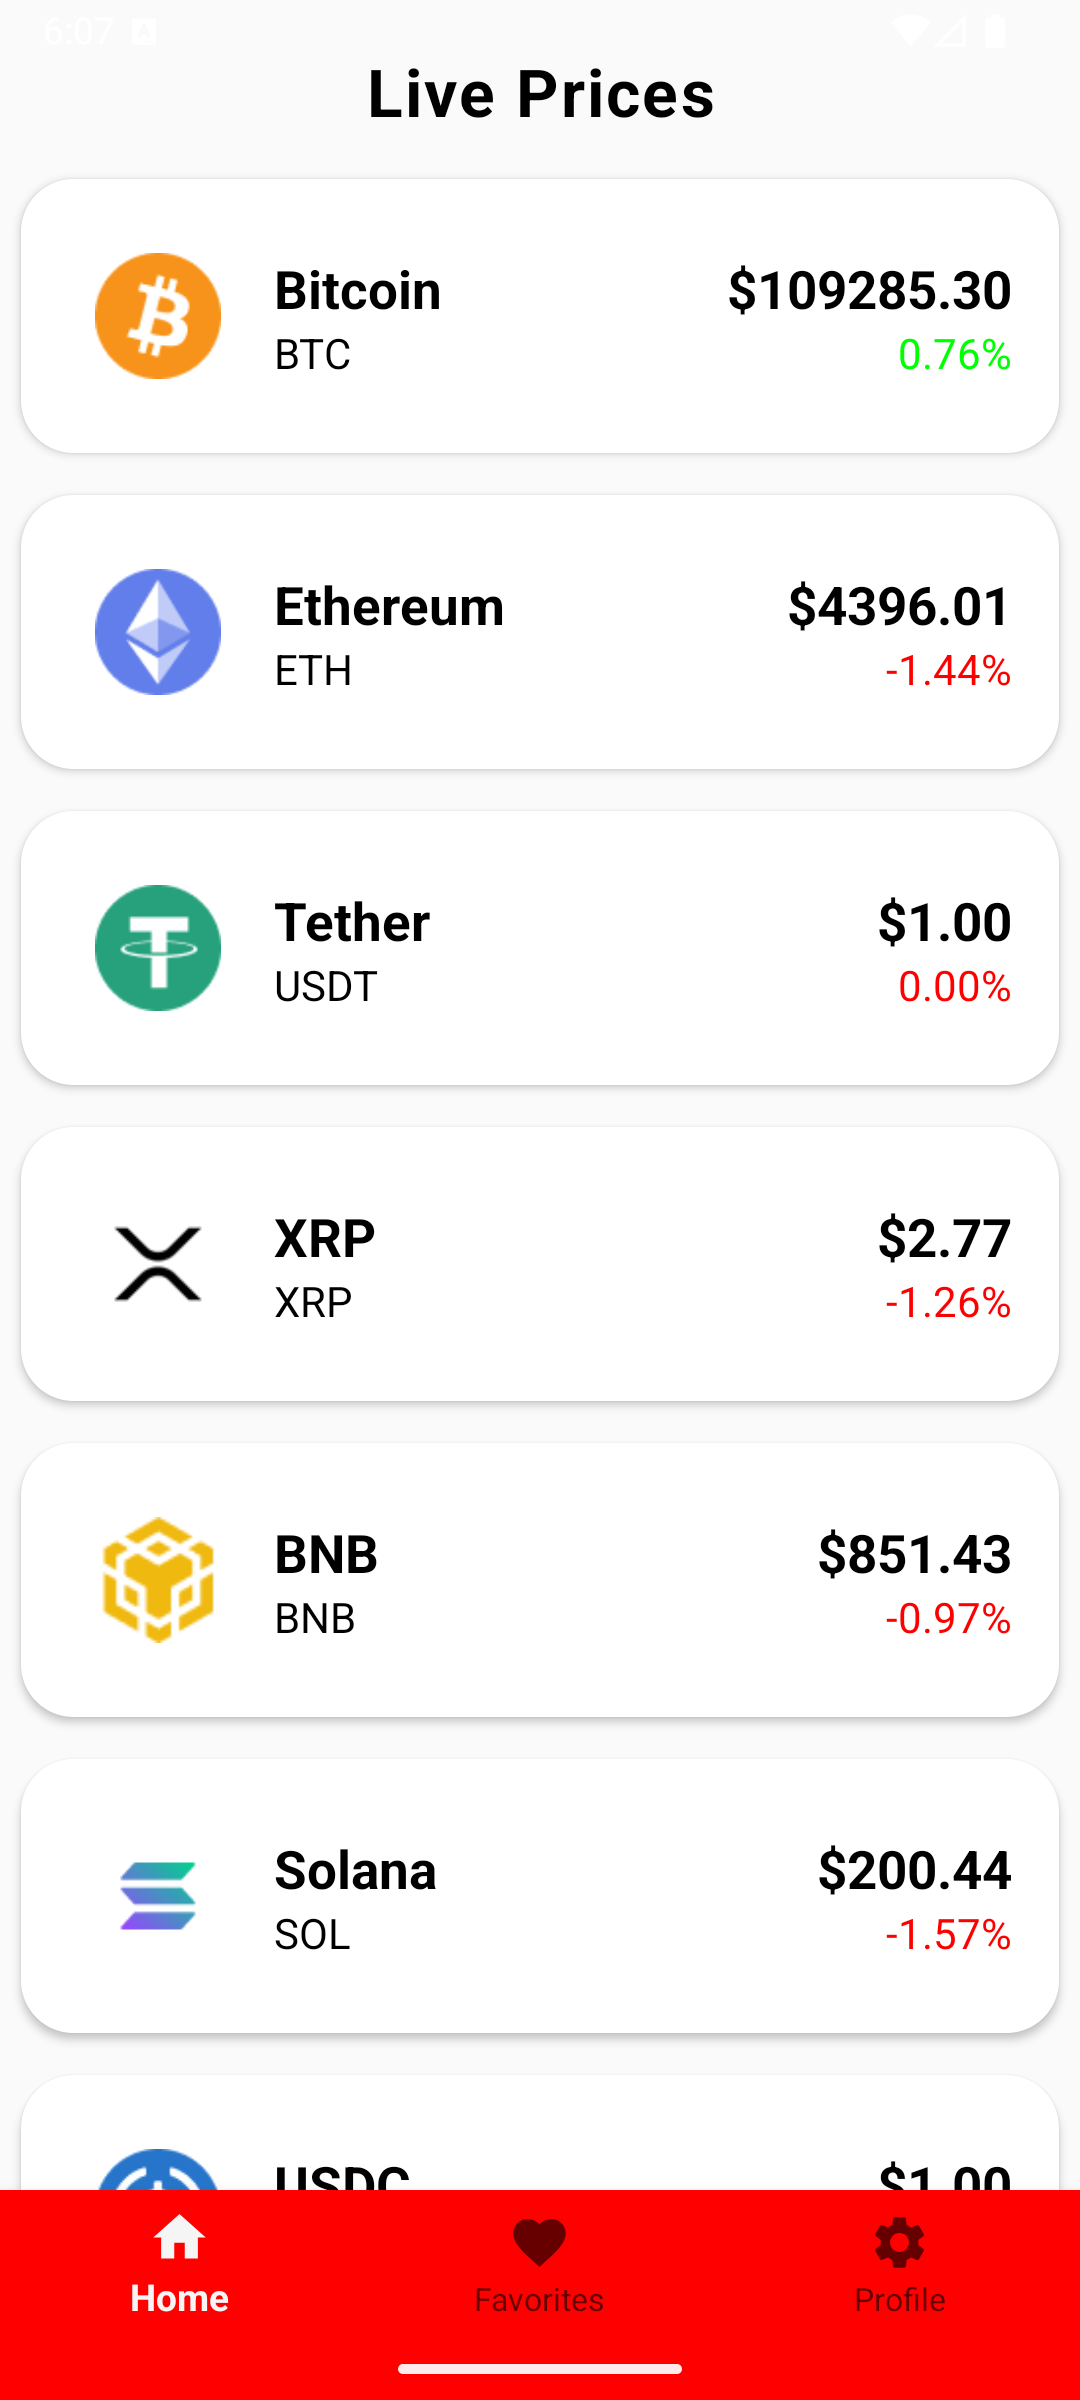 6:07
Live Prices
Bitcoin $109285.30
BTC 0.76%
Ethereum $4396.01
ETH -1.44%
Tether $1.00
USDT 0.00%
XRP $2.77
XRP -1.26%
BNB $851.43
BNB -0.97%
Solana $200.44
SOL -1.57%
USDC $1.00
Home Favorites Profile